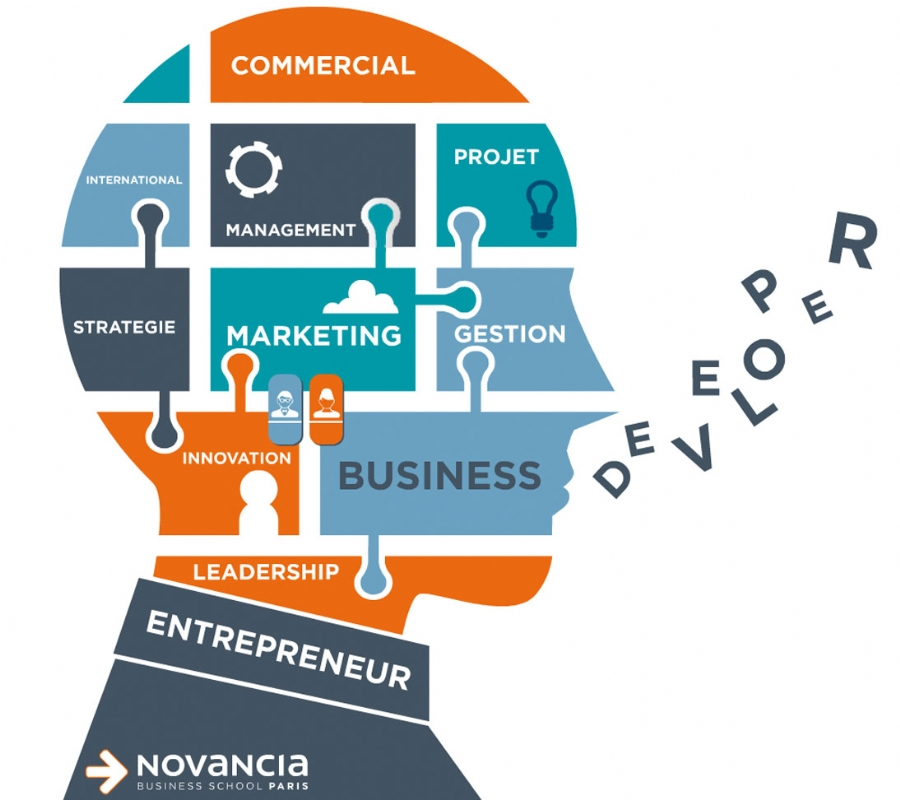 COMMERCIAL
INTERNATIONAL
MANAGEMENT
PROJET
STRATEGIE
MARKETING
GESTION
INNOVATION
BUSINESS
DEVELOPER
LEADERSHIP
ENTREPRENEUR
NOVANCIA
BUSINESS SCHOOL PARIS